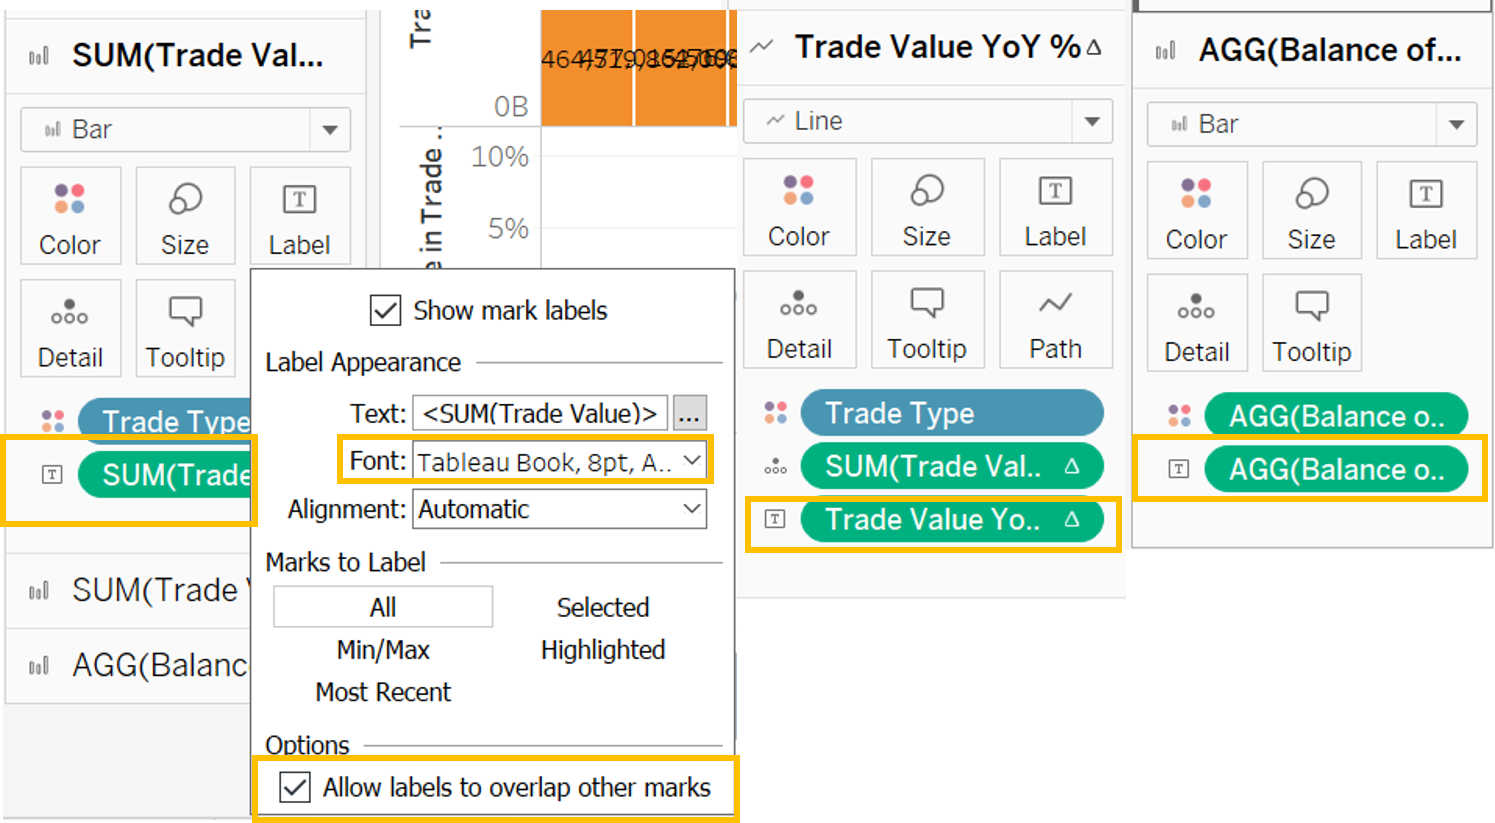 SUM(Trade Val...
Bar
Color
Size
Label
Detail
Tooltip
Trade Type
SUM(Trade
SUM(Trade
AGG(Balanc
0B
10%
5%
e in Trade ..
Show mark labels
Label Appearance
Text: <SUM(Trade Value)> ...
Font: Tableau Book, 8pt, A..
Alignment: Automatic
Marks to Label
All
Selected
Min/Max
Highlighted
Most Recent
Options
Allow labels to overlap other marks
Trade Value YoY % Δ
Line
Color
Size
Label
Detail
Tooltip
Path
Trade Type
SUM(Trade Val.. Δ
Trade Value Yo.. Δ
AGG(Balance of...
Bar
Color
Size
Label
Detail
Tooltip
AGG(Balance o..
AGG(Balance o..